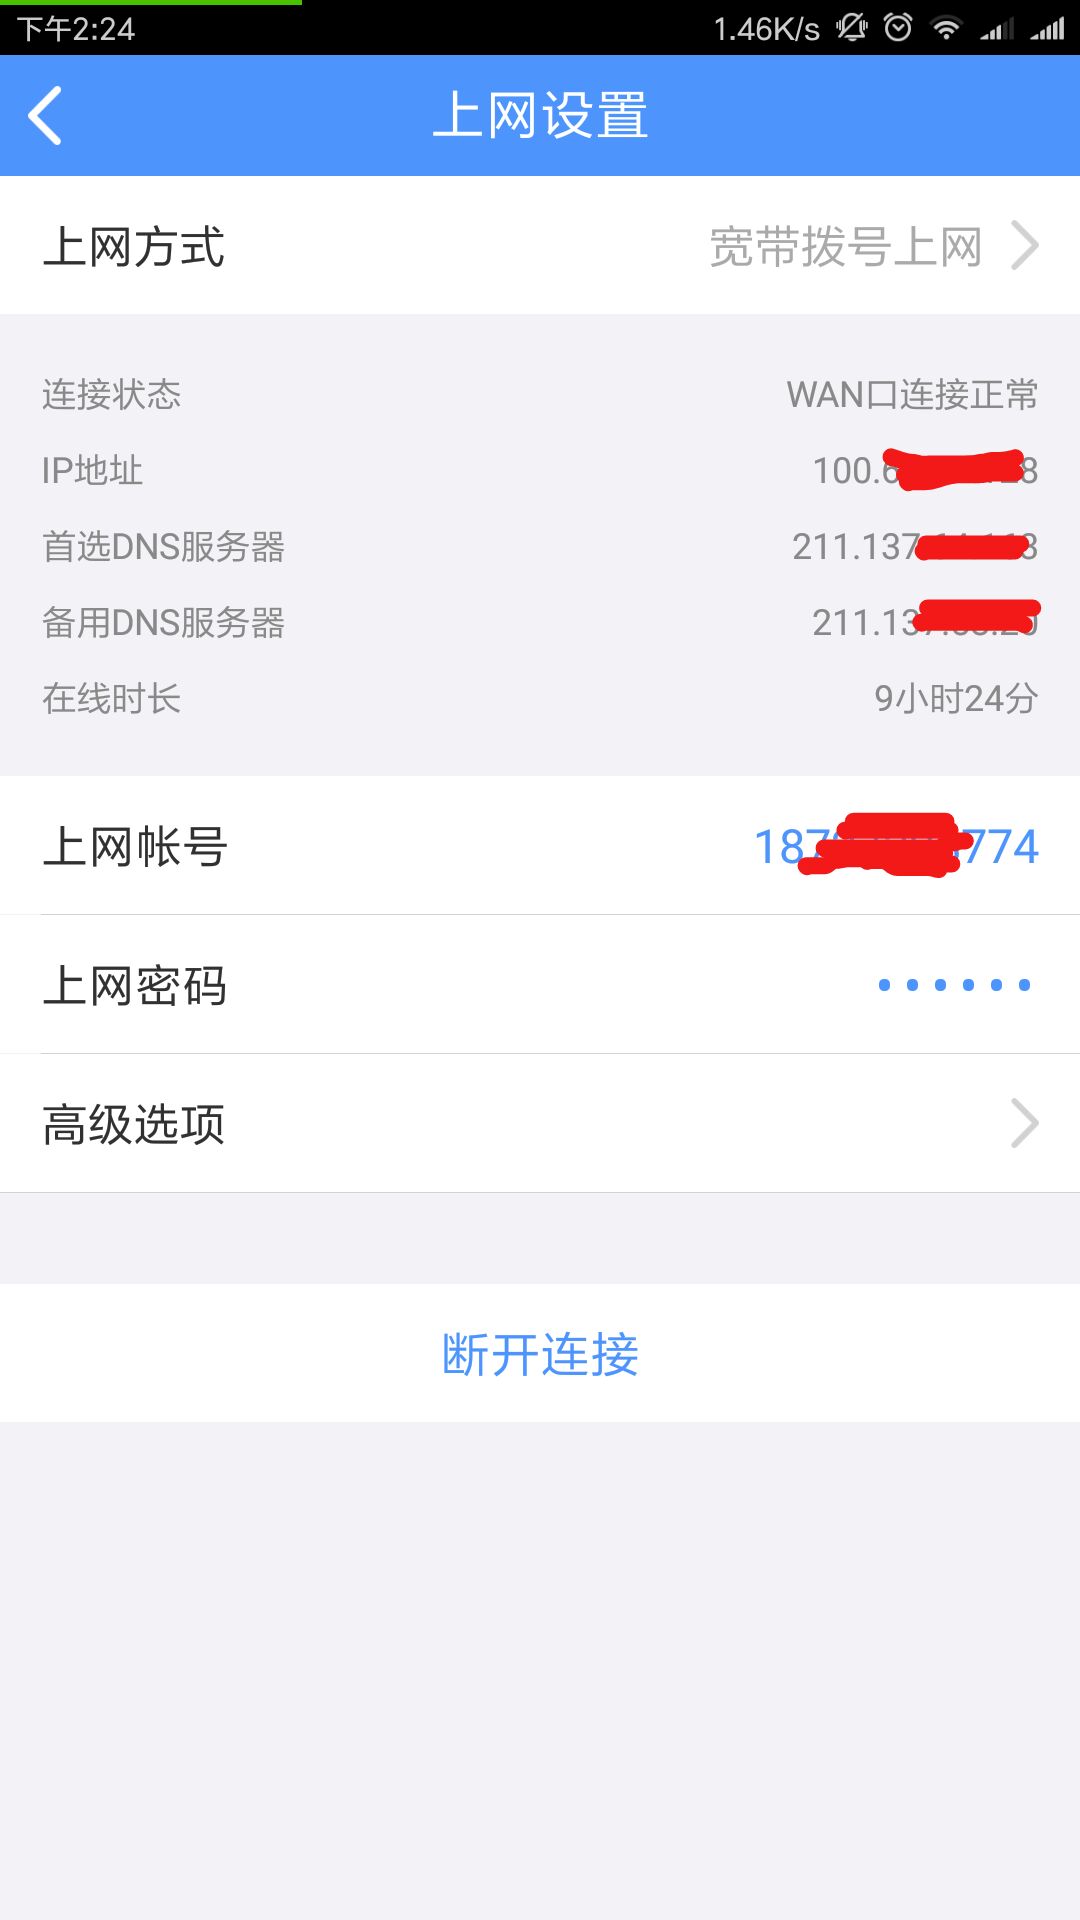 下午2:24 1.46K/s
上网设置
上网方式 宽带拨号上网
连接状态 WAN口连接正常
IP地址 100.6 8
首选DNS服务器 211.137 3
备用DNS服务器 211.13
在线时长 9小时24分
上网帐号 187 774
上网密码 ••••••
高级选项
断开连接